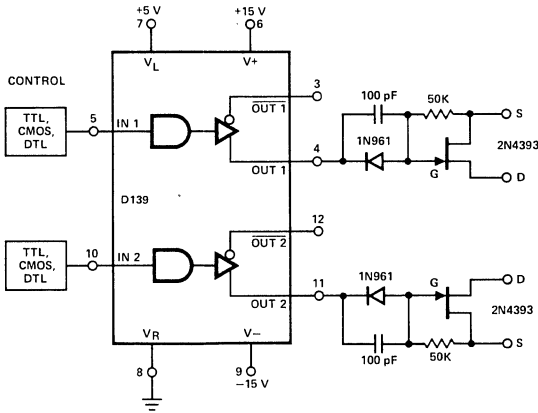 +5 V
7
+15 V
6
VL
V+
CONTROL
TTL,
CMOS,
DTL
5
IN 1
OUT 1
3
OUT 1
4
100 pF
50K
1N961
G
S
2N4393
D
D139
TTL,
CMOS,
DTL
10
IN 2
OUT 2
12
OUT 2
11
1N961
G
D
2N4393
100 pF
50K
S
VR
V−
8
9
−15 V